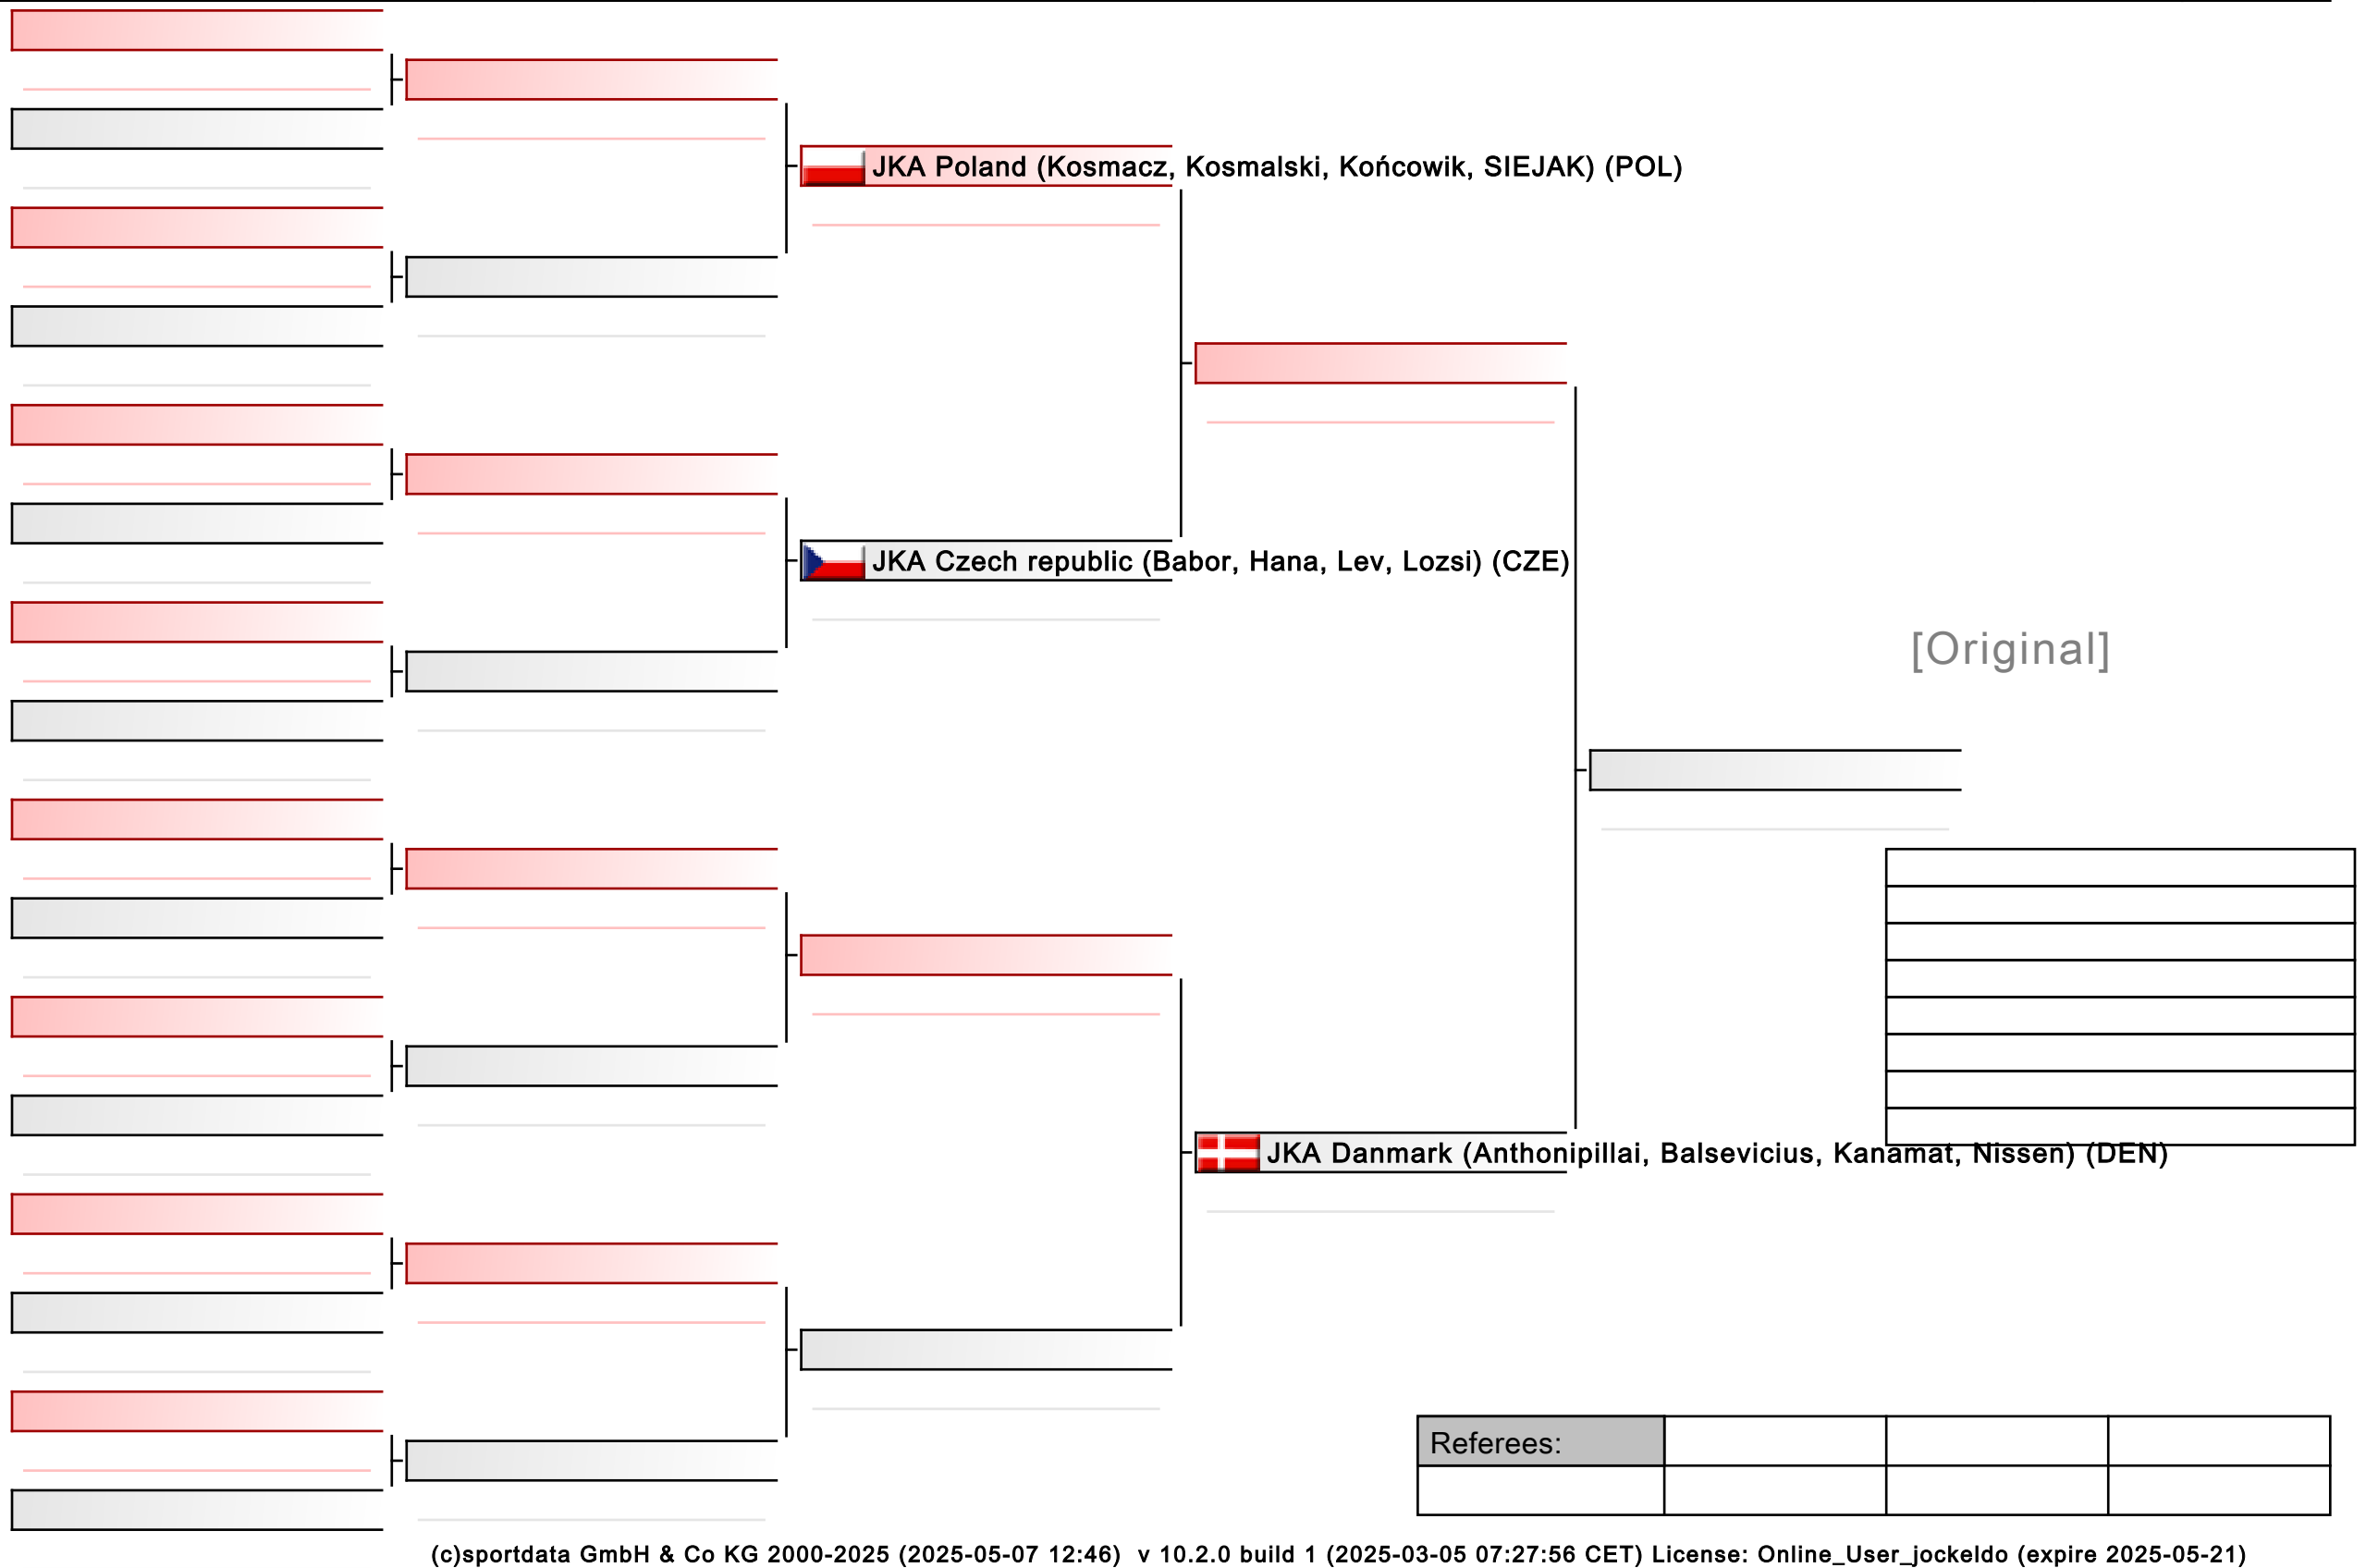 JKA Poland (Kosmacz, Kosmalski, Końcowik, SIEJAK) (POL)
JKA Czech republic (Babor, Hana, Lev, Lozsi) (CZE)
[Original]
JKA Danmark (Anthonipillai, Balsevicius, Kanamat, Nissen) (DEN)
Referees:
(c)sportdata GmbH & Co KG 2000-2025 (2025-05-07 12:46)  v 10.2.0 build 1 (2025-03-05 07:27:56 CET) License: Online_User_jockeldo (expire 2025-05-21)